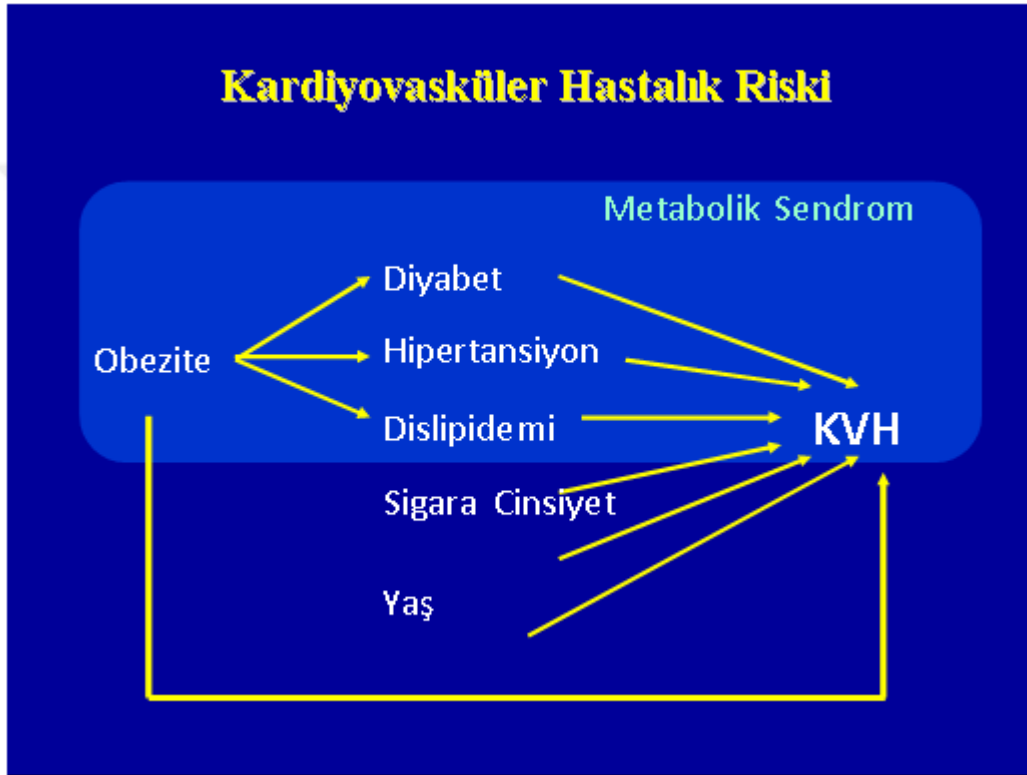 Kardiyovasküler Hastalık Riski
Metabolik Sendrom
Diyabet
Obezite
Hipertansiyon
Dislipidemi
KVH
Sigara Cinsiyet
Yaş